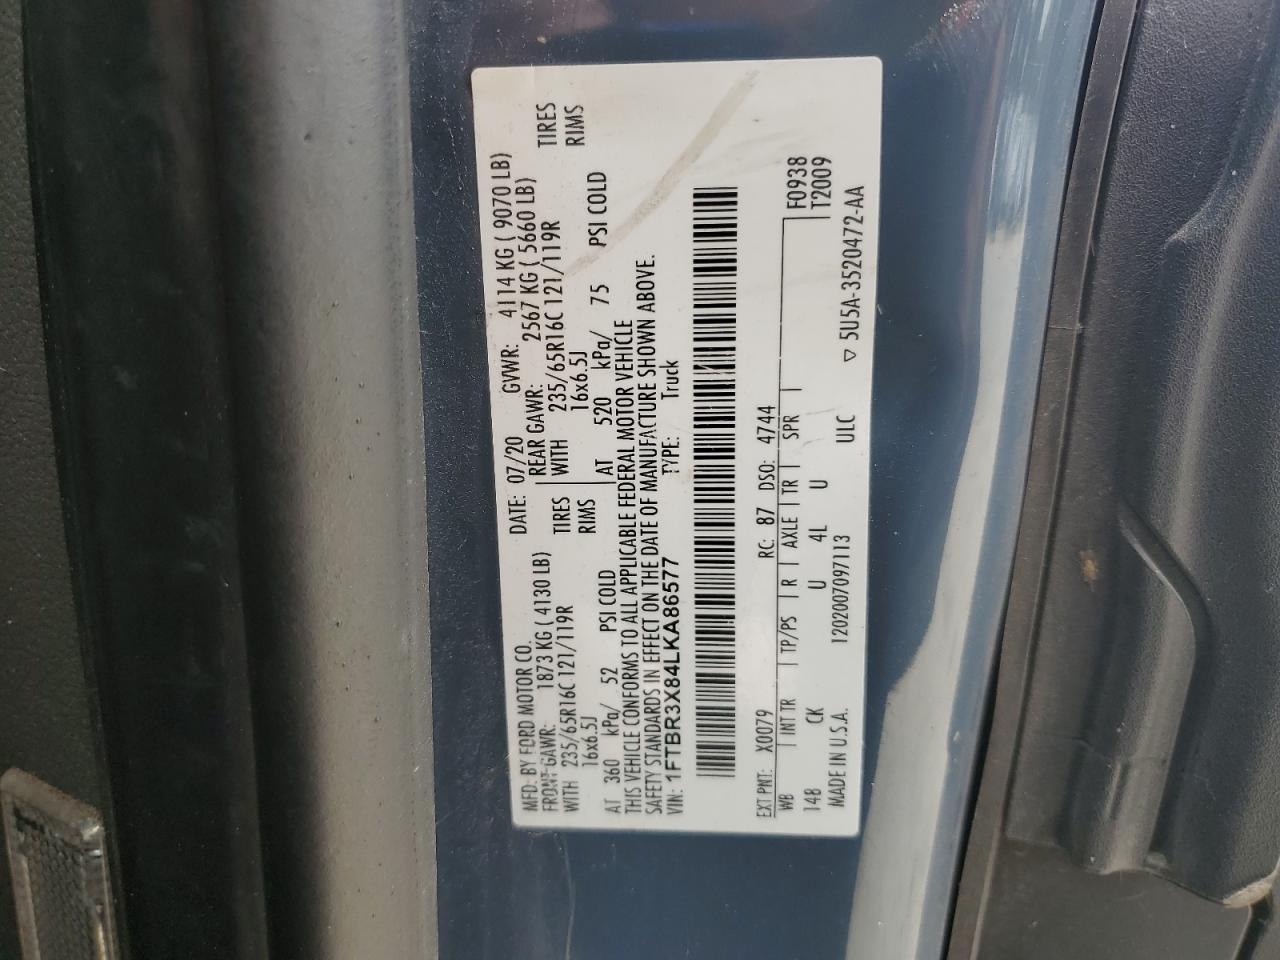 MFD. BY FORD MOTOR CO. DATE: 07/20 GVWR: 4114 KG ( 9070 LB)
FRONT GAWR: 1873 KG ( 4130 LB) REAR GAWR: 2567 KG ( 5660 LB)
WITH 235/65R16C 121/119R TIRES WITH 235/65R16C 121/119R TIRES
16x6.5J RIMS 16x6.5J RIMS
AT 360 kPa/ 52 PSI COLD AT 520 kPa/ 75 PSI COLD
THIS VEHICLE CONFORMS TO ALL APPLICABLE FEDERAL MOTOR VEHICLE
SAFETY STANDARDS IN EFFECT ON THE DATE OF MANUFACTURE SHOWN ABOVE.
VIN: 1FTBR3X84LKA86577 TYPE: Truck
EXT PNT: X0079 RC: 87 DSO: 4744
WB INT TR TP/PS R AXLE TR SPR F0938
148 CK U 4L U T2009
MADE IN U.S.A. 1202007097113 ULC ▽ 5U5A-3520472-AA